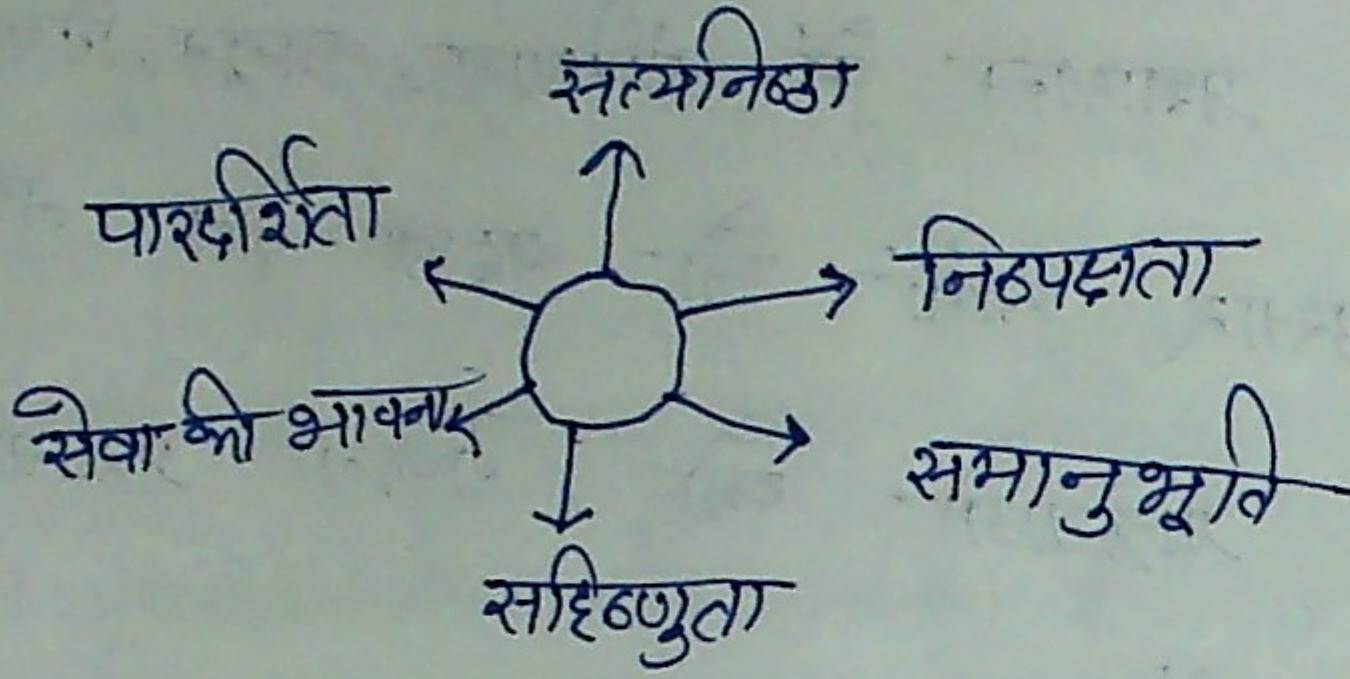 सत्यनिष्ठा
पारदर्शिता
निष्पक्षता
सेवा की भावना
समानुभूति
सहिष्णुता